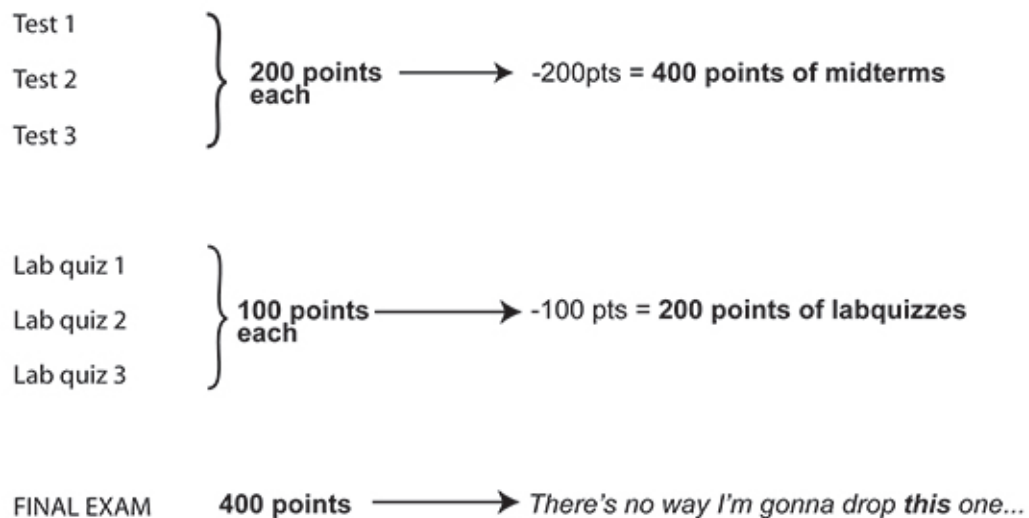 Test 1
Test 2
Test 3
200 points
each
-200pts = 400 points of midterms
Lab quiz 1
Lab quiz 2
Lab quiz 3
100 points
each
-100 pts = 200 points of labquizzes
FINAL EXAM 400 points There's no way I'm gonna drop this one...